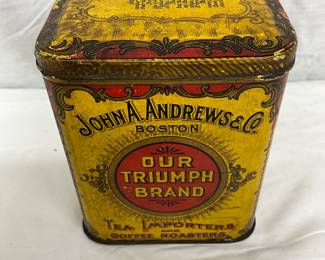 JOHN A. ANDREWS & CO.
BOSTON
OUR
TRIUMPH
BRAND
TEA IMPORTERS
AND
COFFEE ROASTERS